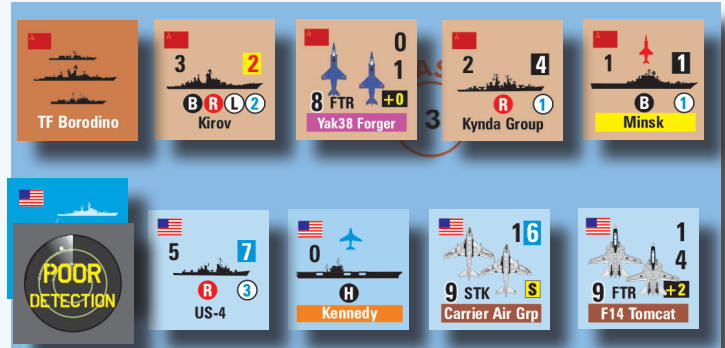 TF Borodino
3 2
B R L 2
Kirov
0
1
8 FTR +0
Yak38 Forger
2 4
R 1
Kynda Group
1 1
B 1
Minsk
AS
3
POOR
DETECTION
5 7
R 3
US-4
0
H
Kennedy
1 6
9 STK S
Carrier Air Grp
1
4
9 FTR +2
F14 Tomcat